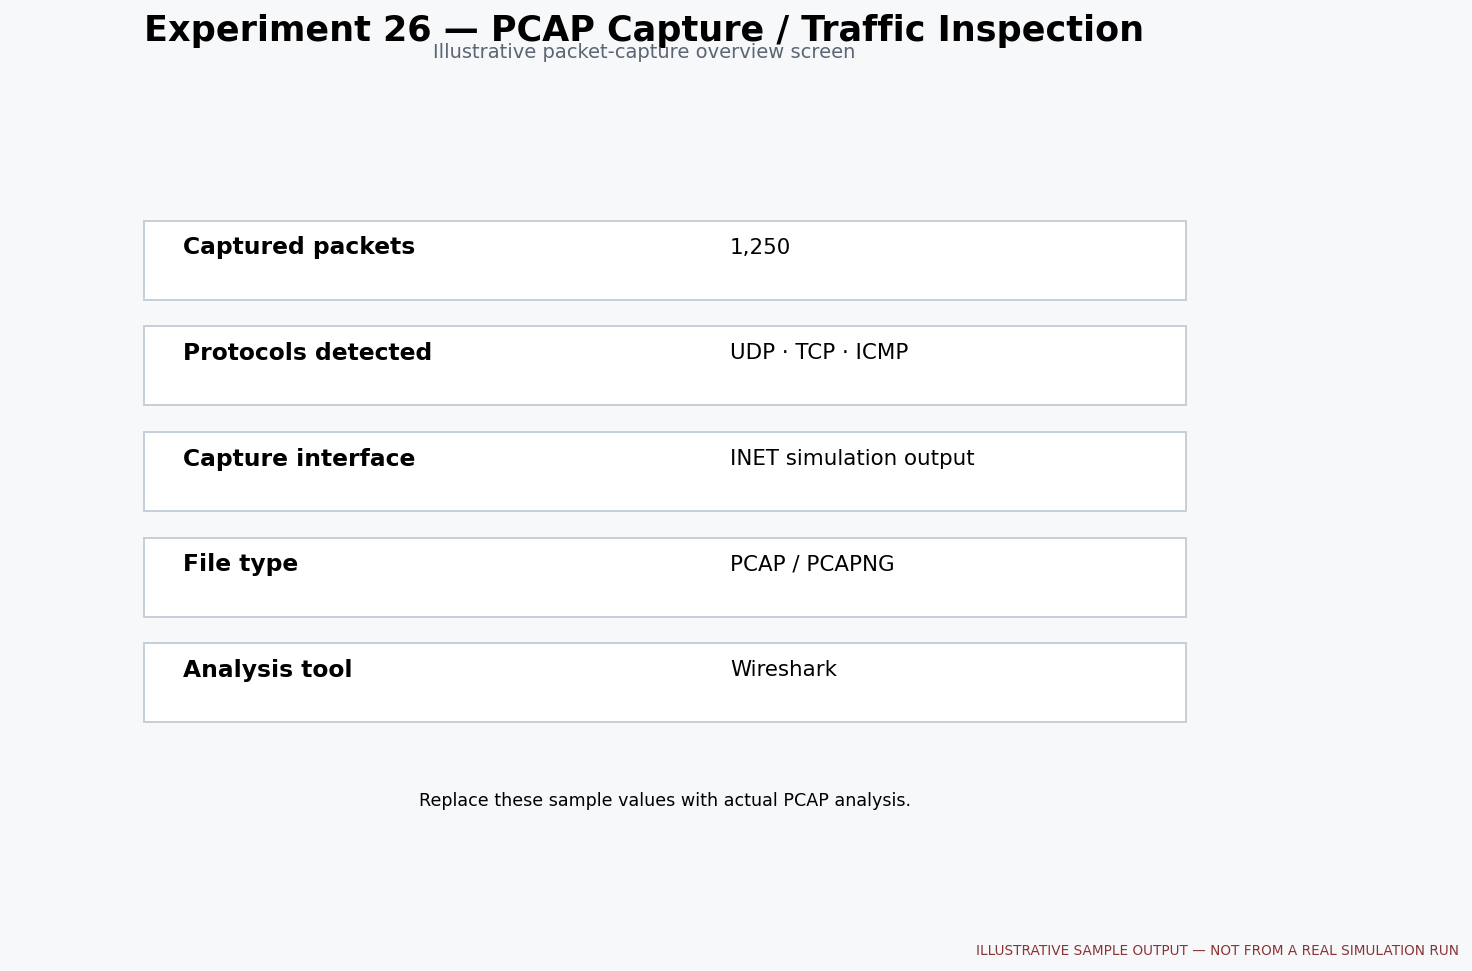 Experiment 26 — PCAP Capture / Traffic Inspection
Illustrative packet-capture overview screen
Captured packets 1,250
Protocols detected UDP · TCP · ICMP
Capture interface INET simulation output
File type PCAP / PCAPNG
Analysis tool Wireshark
Replace these sample values with actual PCAP analysis.
ILLUSTRATIVE SAMPLE OUTPUT — NOT FROM A REAL SIMULATION RUN